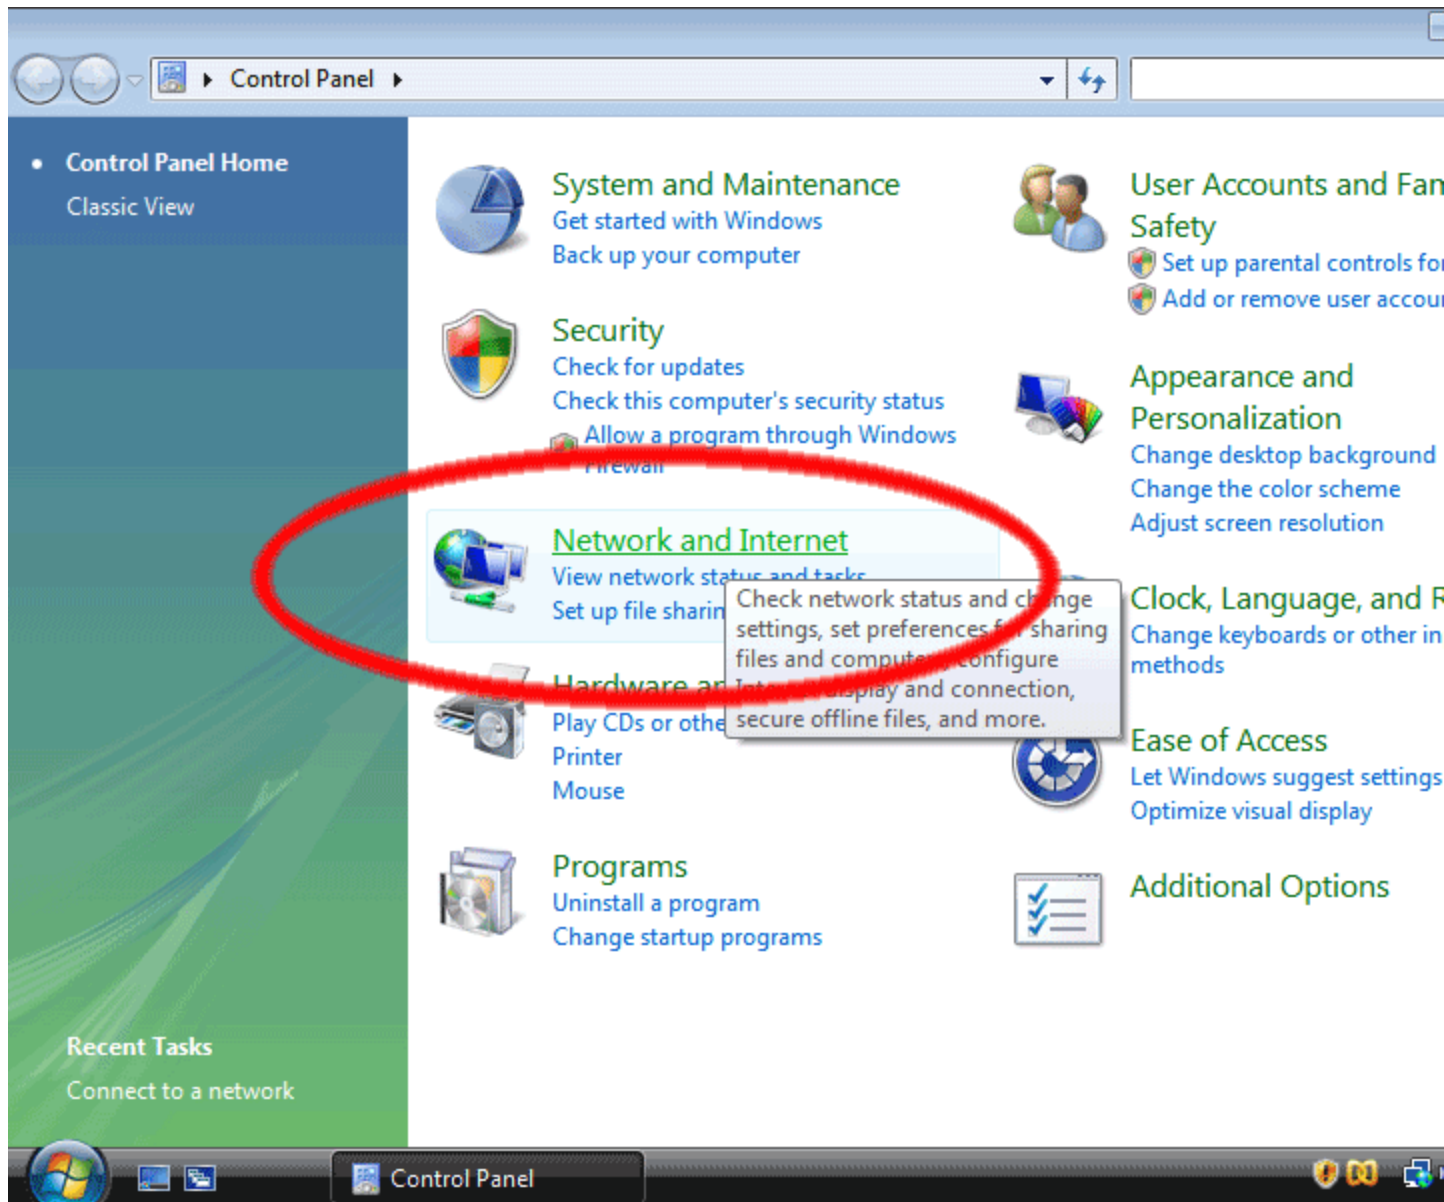 Control Panel
Control Panel Home
Classic View
System and Maintenance
Get started with Windows
Back up your computer
Security
Check for updates
Check this computer's security status
Allow a program through Windows
Firewall
Network and Internet
View network status and tasks
Set up file sharin
Check network status and change
settings, set preferences for sharing
files and computers, configure
Internet display and connection,
secure offline files, and more.
Hardware an
Play CDs or othe
Printer
Mouse
Programs
Uninstall a program
Change startup programs
User Accounts and Fam
Safety
Set up parental controls for
Add or remove user accou
Appearance and
Personalization
Change desktop background
Change the color scheme
Adjust screen resolution
Clock, Language, and R
Change keyboards or other in
methods
Ease of Access
Let Windows suggest settings
Optimize visual display
Additional Options
Recent Tasks
Connect to a network
Control Panel